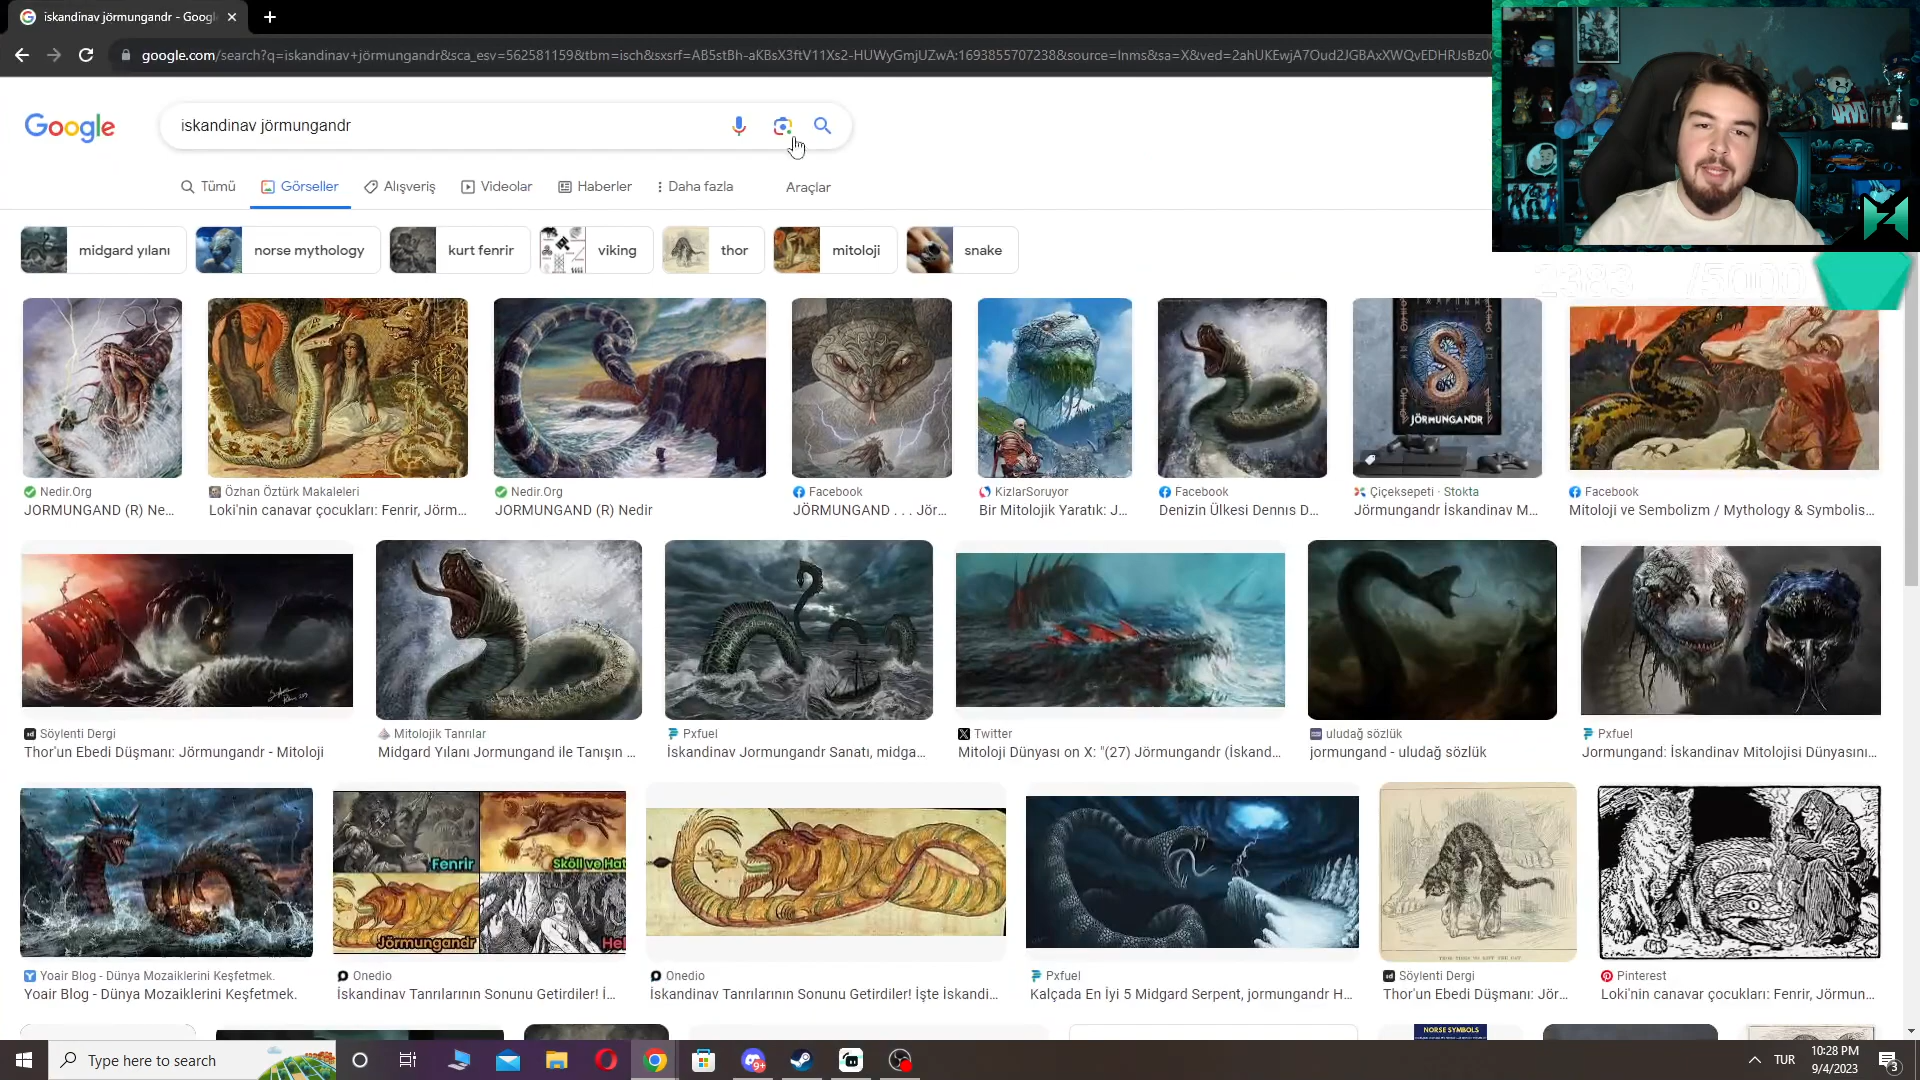 iskandinav jörmungandr - Googl
google.com/search?q=iskandinav+jörmungandr&sca_esv=562581159&tbm=isch&sxsrf=AB5stBh-aKBsX3ftV11Xs2-HUWyGmjUZwA:1693855707238&source=lnms&sa=X&ved=2ahUKEwjA7Oud2JGBAxXWQvEDHRJsBz0
Google
iskandinav jörmungandr
Tümü Görseller Alışveriş Videolar Haberler Daha fazla Araçlar
midgard yılanı norse mythology kurt fenrir viking thor mitoloji snake
2383 /5000
JÖRMUNGANDR
Nedir.Org Özhan Öztürk Makaleleri Nedir.Org Facebook KizlarSoruyor Facebook Çiçeksepeti · Stokta Facebook
JORMUNGAND (R) Ne... Loki'nin canavar çocukları: Fenrir, Jörm... JORMUNGAND (R) Nedir JÖRMUNGAND . . . Jör... Bir Mitolojik Yaratık: J... Denizin Ülkesi Dennıs D... Jörmungandr İskandinav M... Mitoloji ve Sembolizm / Mythology & Symbolis...
Söylenti Dergi Mitolojik Tanrılar Pxfuel Twitter uludağ sözlük Pxfuel
Thor'un Ebedi Düşmanı: Jörmungandr - Mitoloji Midgard Yılanı Jormungand ile Tanışın ... İskandinav Jormungandr Sanatı, midga... Mitoloji Dünyası on X: "(27) Jörmungandr (İskand... jormungand - uludağ sözlük Jormungand: İskandinav Mitolojisi Dünyasını...
Fenrir Sköll ve Hat
Jörmungandr Hel
Yoair Blog - Dünya Mozaiklerini Keşfetmek. Onedio Onedio Pxfuel Söylenti Dergi Pinterest
Yoair Blog - Dünya Mozaiklerini Keşfetmek. İskandinav Tanrılarının Sonunu Getirdiler! İ... İskandinav Tanrılarının Sonunu Getirdiler! İşte İskandi... Kalçada En İyi 5 Midgard Serpent, jormungandr H... Thor'un Ebedi Düşmanı: Jör... Loki'nin canavar çocukları: Fenrir, Jörmun...
NORSE SYMBOLS
Type here to search 9+ TUR 10:28 PM
9/4/2023 3